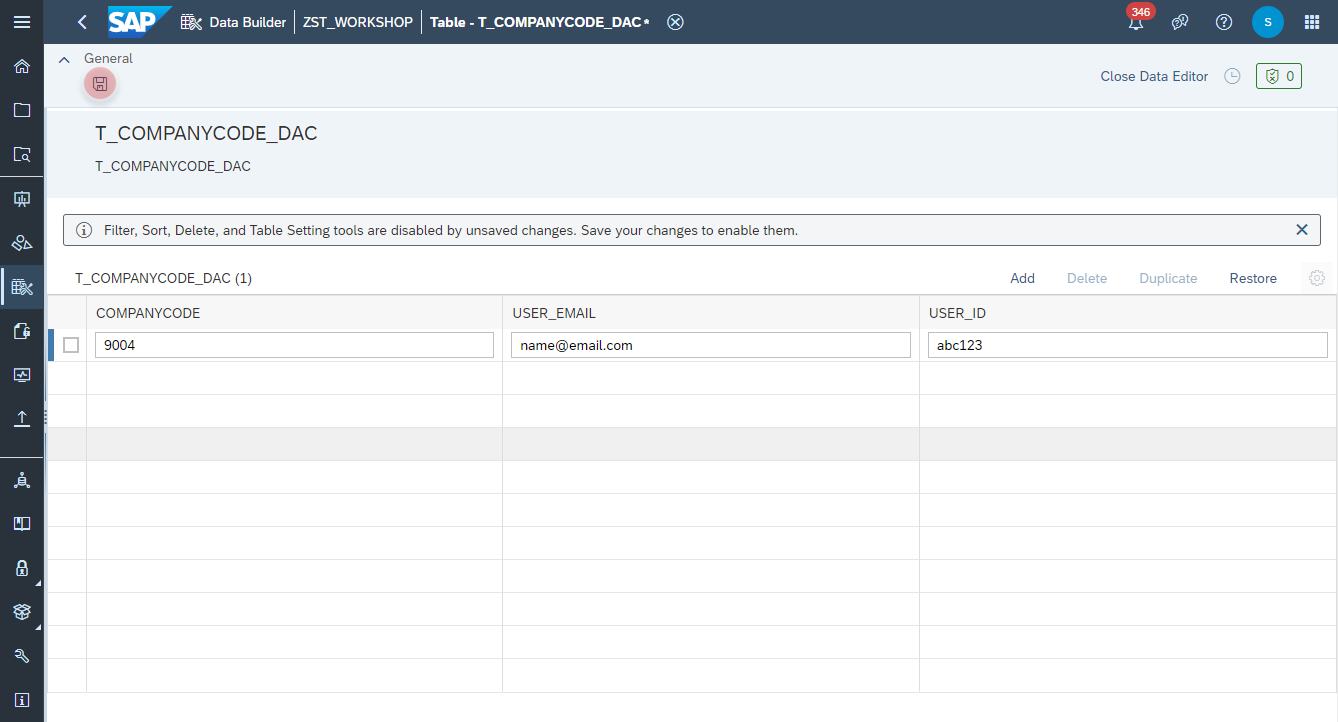 SAP Data Builder ZST_WORKSHOP Table - T_COMPANYCODE_DAC * 346 S
General
Close Data Editor 0
T_COMPANYCODE_DAC
T_COMPANYCODE_DAC
Filter, Sort, Delete, and Table Setting tools are disabled by unsaved changes. Save your changes to enable them.
T_COMPANYCODE_DAC (1) Add Delete Duplicate Restore
COMPANYCODE USER_EMAIL USER_ID
9004 name@email.com abc123